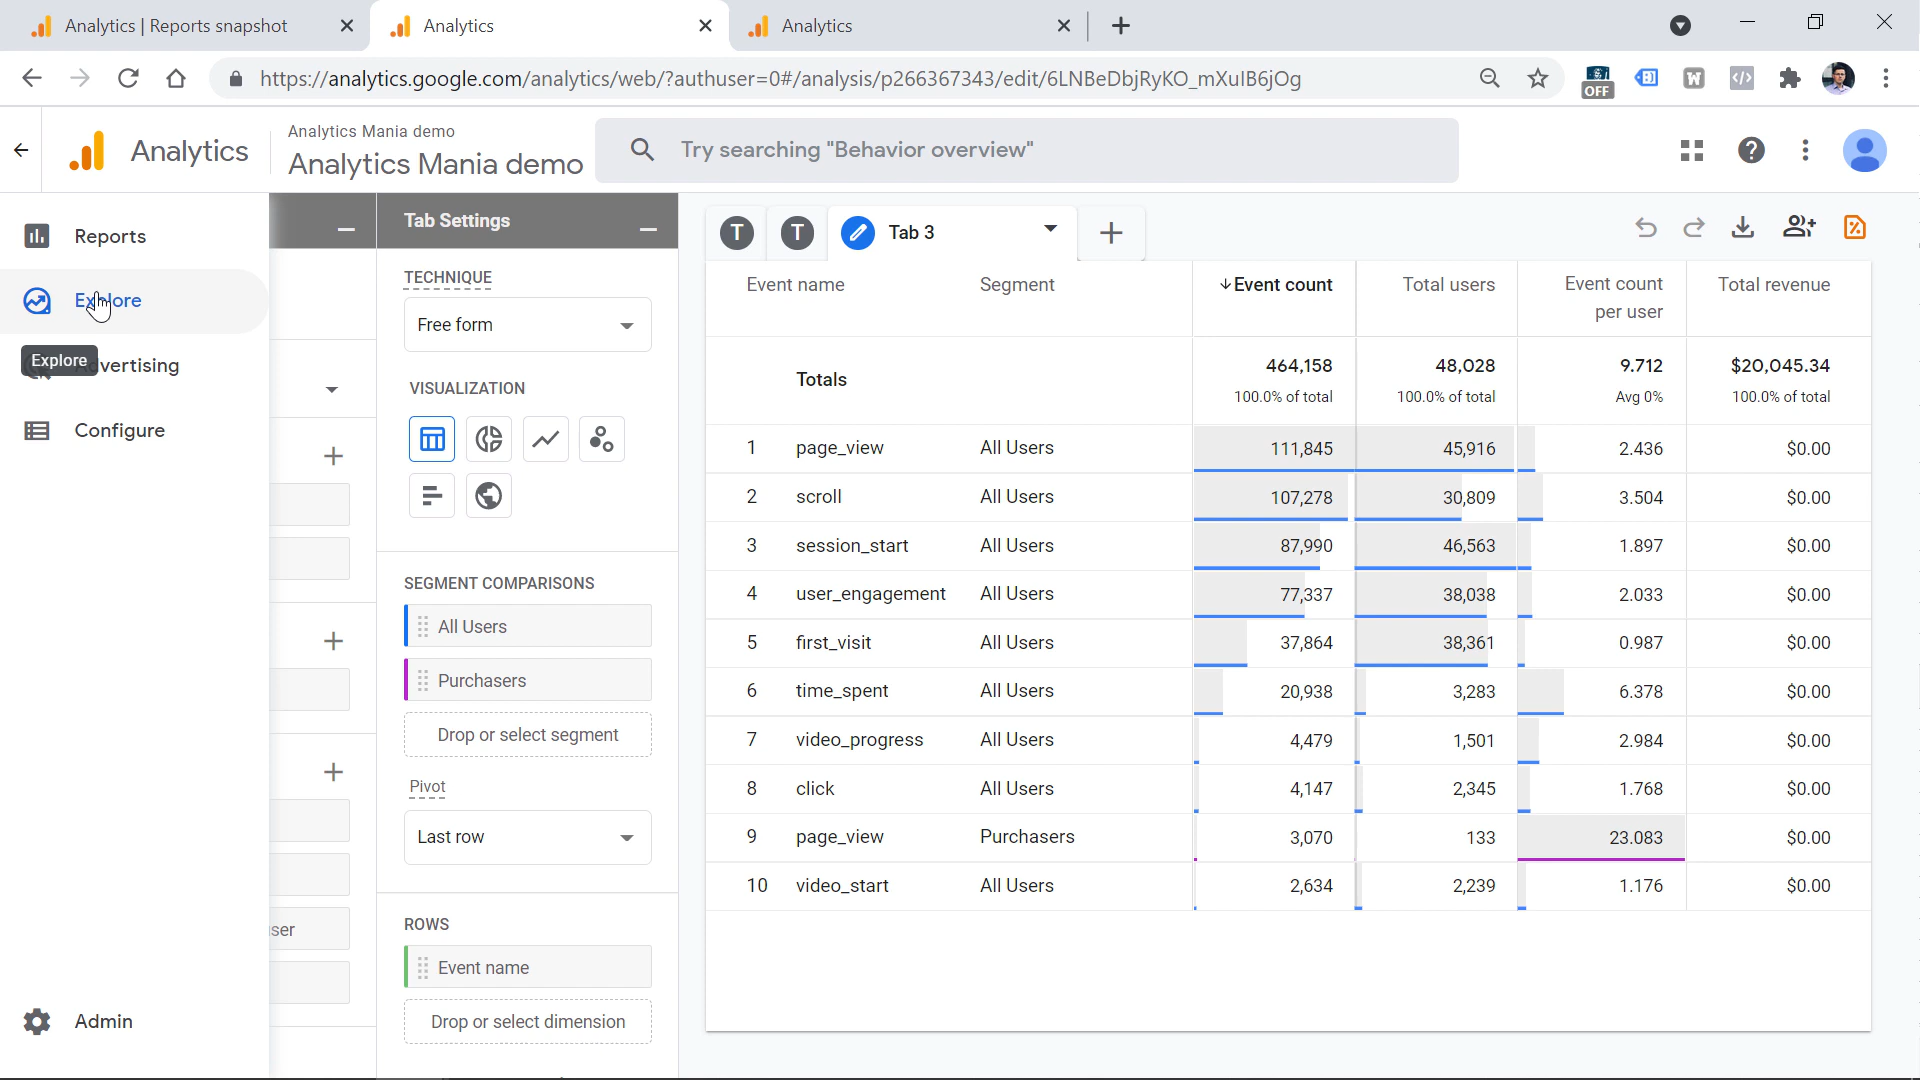 Analytics | Reports snapshot
Analytics
Analytics
https://analytics.google.com/analytics/web/?authuser=0#/analysis/p266367343/edit/6LNBeDbjRyKO_mXuIB6jOg
OFF
W
Analytics
Analytics Mania demo
Analytics Mania demo
Try searching "Behavior overview"
Reports
Explore
Explore
vertising
Configure
Admin
ser
Tab Settings
TECHNIQUE
Free form
VISUALIZATION
SEGMENT COMPARISONS
All Users
Purchasers
Drop or select segment
Pivot
Last row
ROWS
Event name
Drop or select dimension
T
T
Tab 3
Event name Segment Event count Total users Event count per user Total revenue
Totals 464,158 48,028 9.712 $20,045.34
100.0% of total 100.0% of total Avg 0% 100.0% of total
1 page_view All Users 111,845 45,916 2.436 $0.00
2 scroll All Users 107,278 30,809 3.504 $0.00
3 session_start All Users 87,990 46,563 1.897 $0.00
4 user_engagement All Users 77,337 38,038 2.033 $0.00
5 first_visit All Users 37,864 38,361 0.987 $0.00
6 time_spent All Users 20,938 3,283 6.378 $0.00
7 video_progress All Users 4,479 1,501 2.984 $0.00
8 click All Users 4,147 2,345 1.768 $0.00
9 page_view Purchasers 3,070 133 23.083 $0.00
10 video_start All Users 2,634 2,239 1.176 $0.00